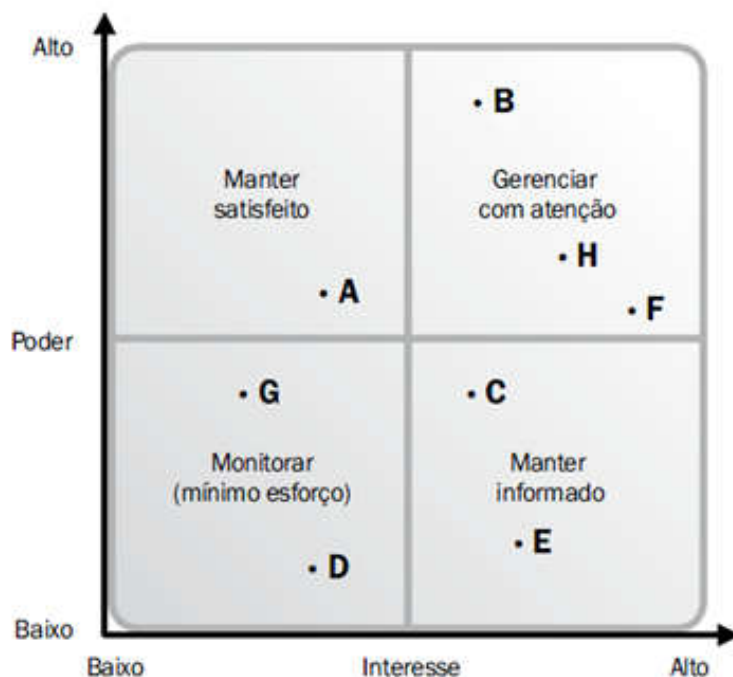 Alto
B
Manter
satisfeito
Gerenciar
com atenção
H
A
F
Poder
G
C
Monitorar
(mínimo esforço)
Manter
informado
E
D
Baixo
Baixo
Interesse
Alto